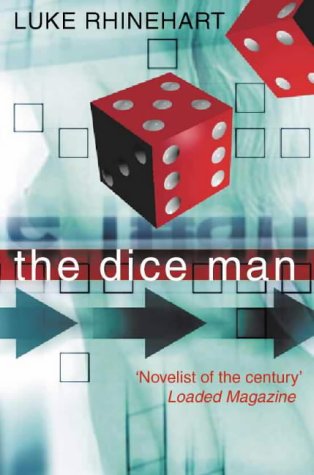 LUKE RHINEHART
the dice man
'Novelist of the century'
Loaded Magazine